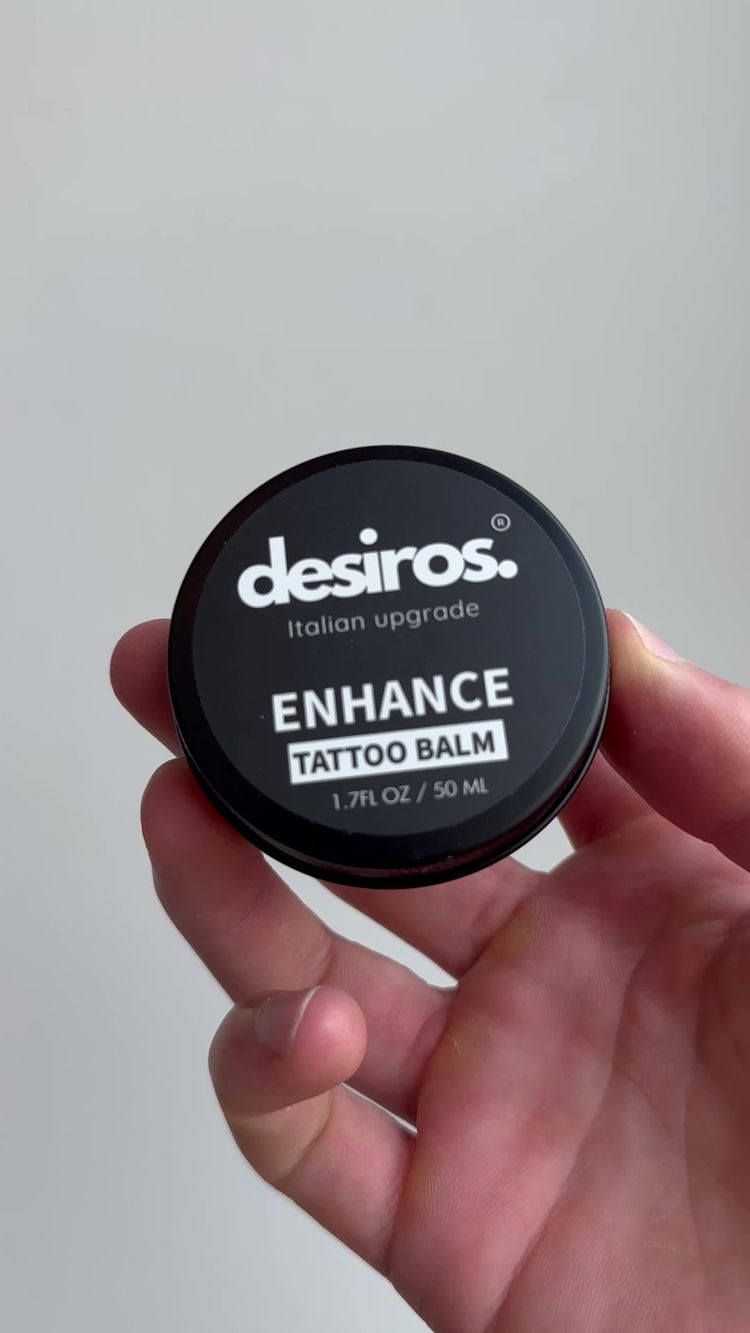 desiros.®
Italian upgrade
ENHANCE
TATTOO BALM
1.7FL OZ / 50 ML